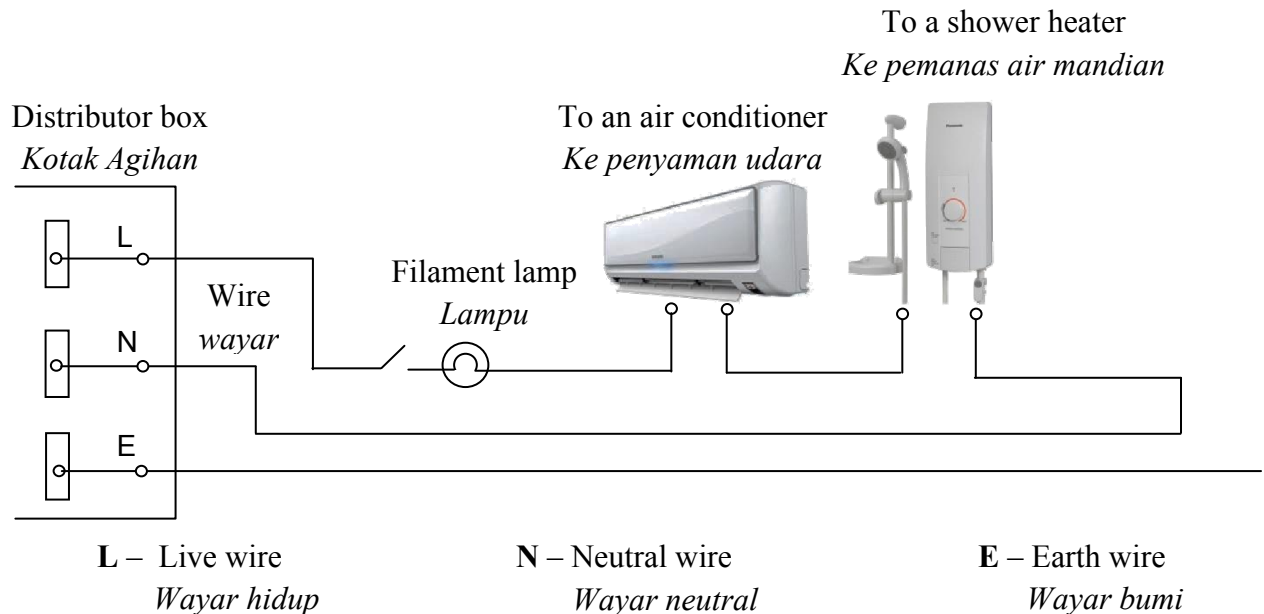 To a shower heater
Ke pemanas air mandian
Distributor box
Kotak Agihan
To an air conditioner
Ke penyaman udara
L
Filament lamp
Lampu
Wire
wayar
N
E
L – Live wire
Wayar hidup
N – Neutral wire
Wayar neutral
E – Earth wire
Wayar bumi